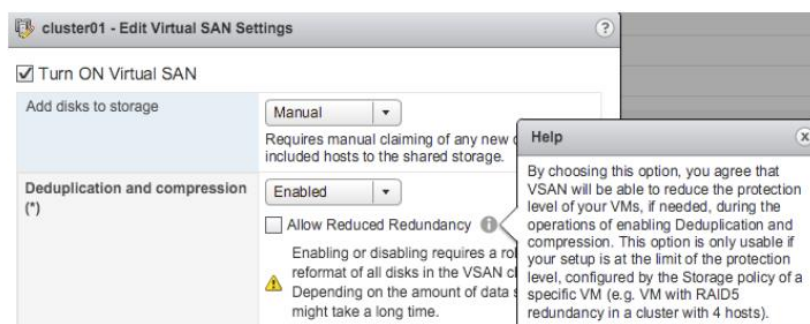 cluster01 - Edit Virtual SAN Settings
?
Turn ON Virtual SAN
Add disks to storage
Manual
Requires manual claiming of any new
included hosts to the shared storage.
Deduplication and compression
(*)
Enabled
Allow Reduced Redundancy
Enabling or disabling requires a
reformat of all disks in the VSAN
Depending on the amount of data
might take a long time.
Help
x
By choosing this option, you agree that
VSAN will be able to reduce the protection
level of your VMs, if needed, during the
operations of enabling Deduplication and
compression. This option is only usable if
your setup is at the limit of the protection
level, configured by the Storage policy of a
specific VM (e.g. VM with RAID5
redundancy in a cluster with 4 hosts).